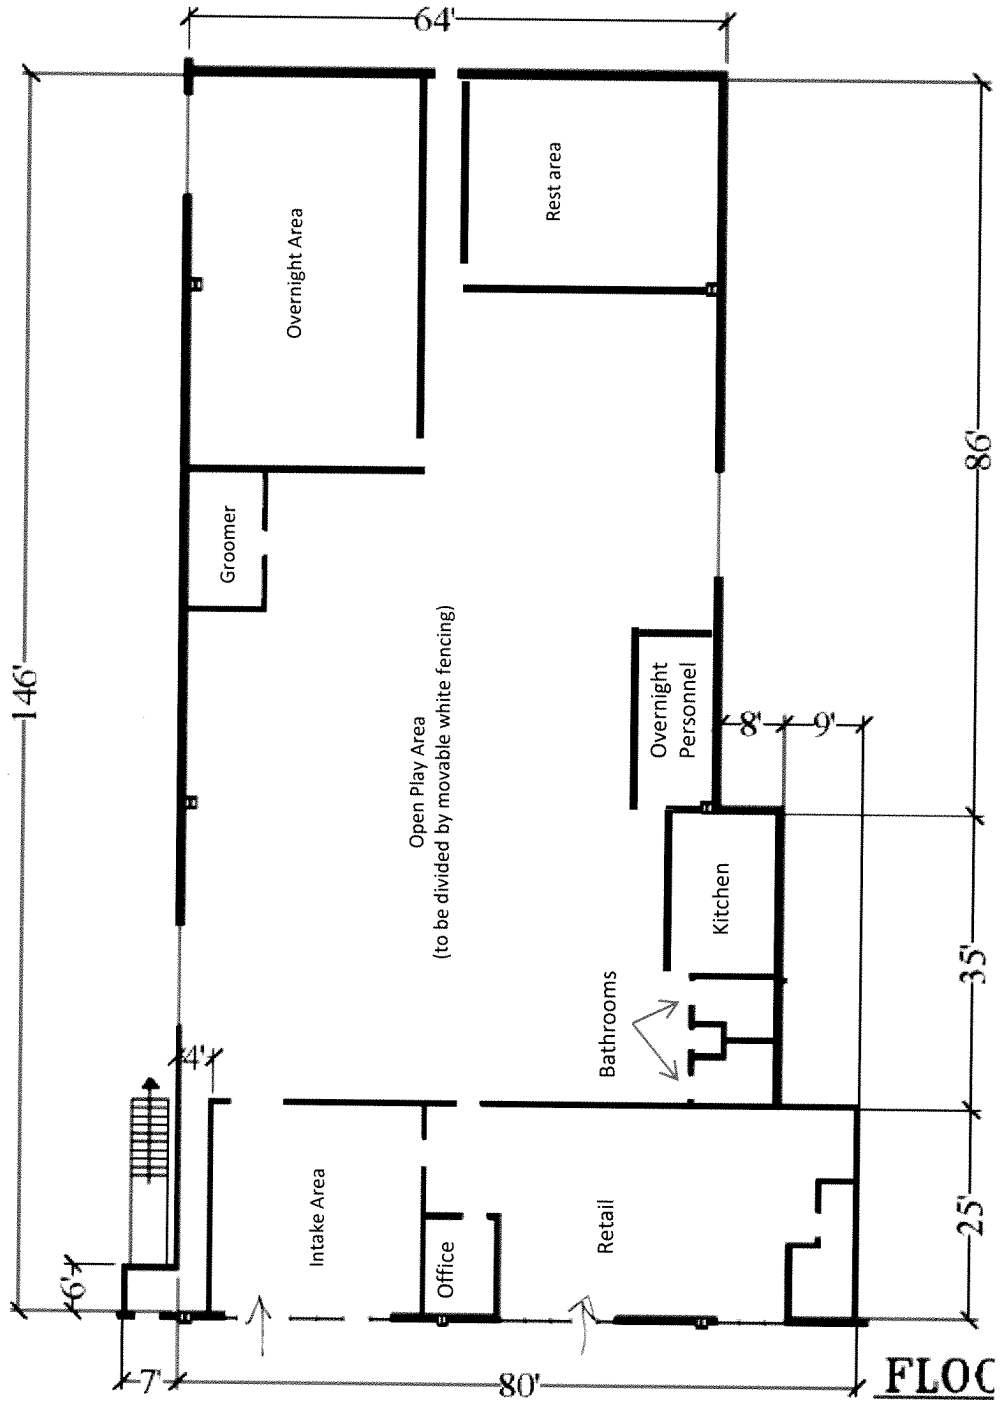 64'
Rest area
Overnight Area
86'
Groomer
146'
Open Play Area
(to be divided by movable white fencing)
Overnight
Personnel
8'
9'
Kitchen
35'
Bathrooms
4'
Intake Area
Office
Retail
25'
6'
7'
80'
FLOO